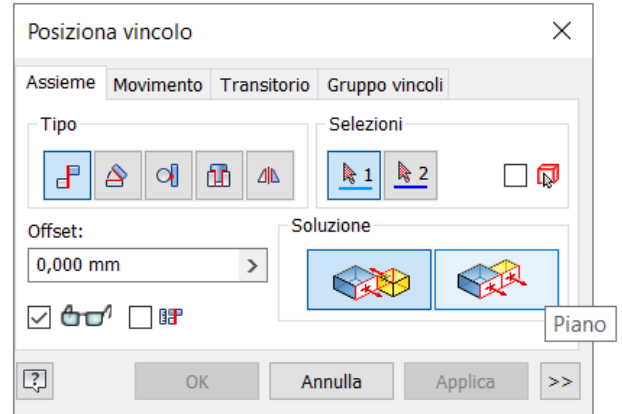 Posiziona vincolo
Assieme Movimento Transitorio Gruppo vincoli
Tipo
Selezioni
1 2
Offset:
Soluzione
0,000 mm >
Piano
? OK Annulla Applica >>